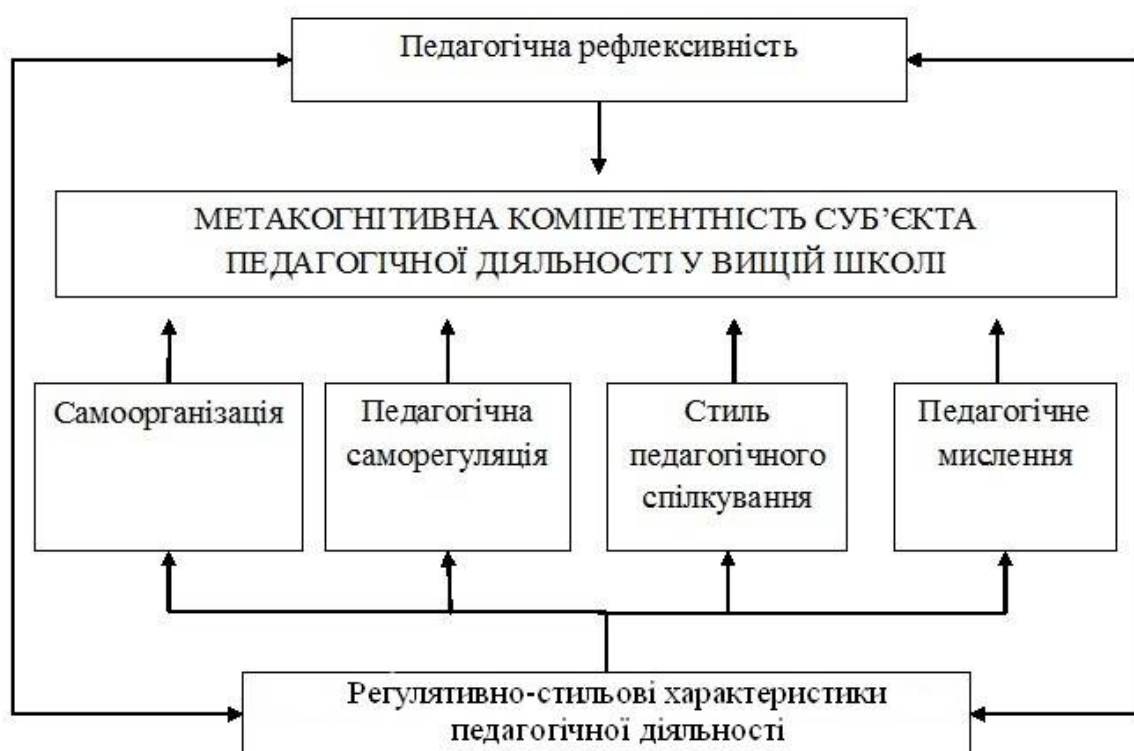 Педагогічна рефлексивність
МЕТАКОГНІТИВНА КОМПЕТЕНТНІСТЬ СУБ’ЄКТА
ПЕДАГОГІЧНОЇ ДІЯЛЬНОСТІ У ВИЩІЙ ШКОЛІ
Самоорганізація
Педагогічна
саморегуляція
Стиль
педагогічного
спілкування
Педагогічне
мислення
Регулятивно-стильові характеристики
педагогічної діяльності